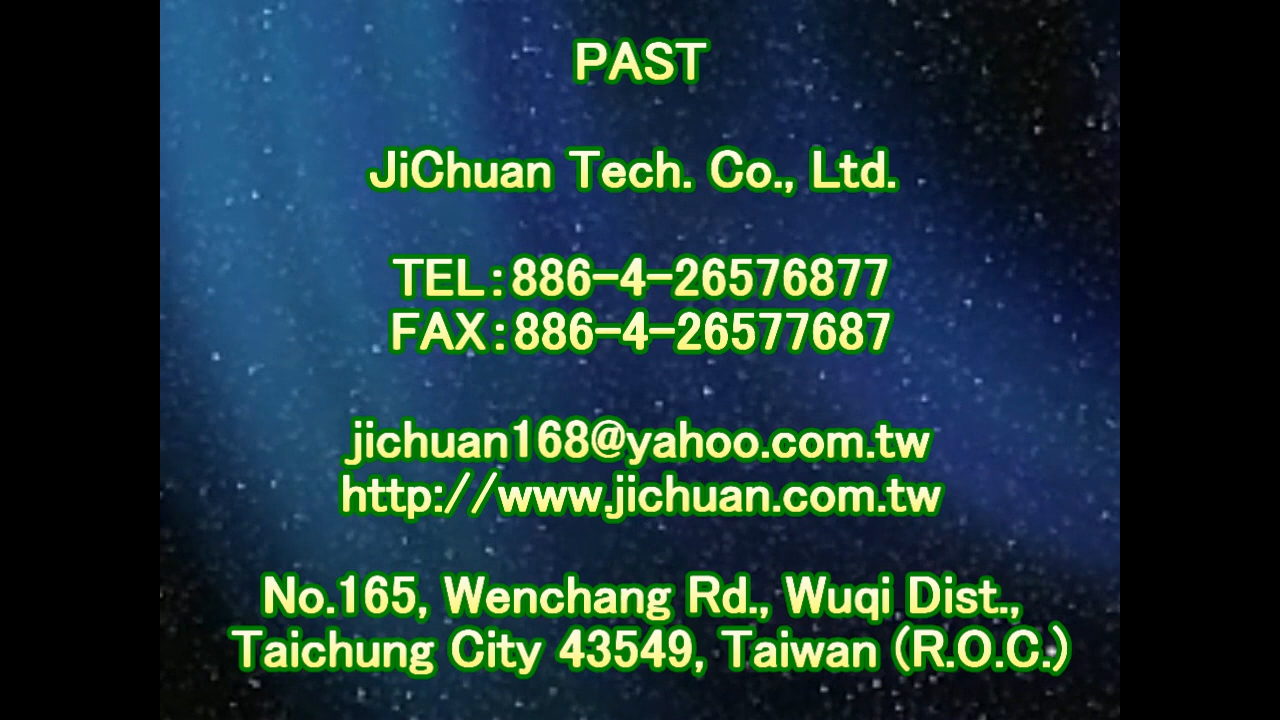 PAST
JiChuan Tech. Co., Ltd.
TEL：886-4-26576877
FAX：886-4-26577687
jichuan168@yahoo.com.tw
http://www.jichuan.com.tw
No.165, Wenchang Rd., Wuqi Dist.,
Taichung City 43549, Taiwan (R.O.C.)